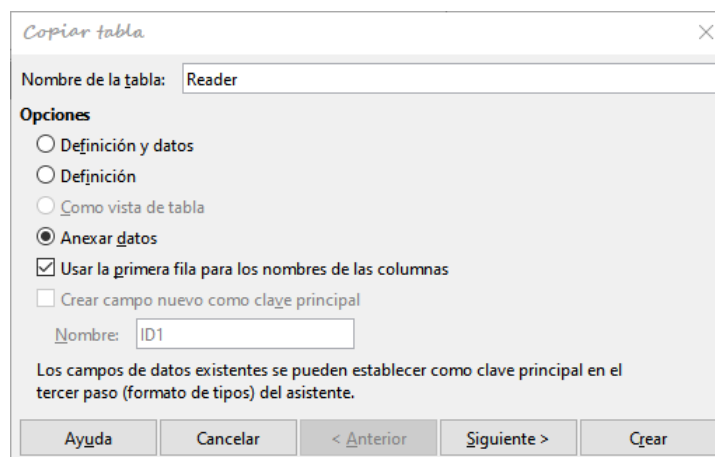 Copiar tabla
Nombre de la tabla: Reader
Opciones
Definición y datos
Definición
Como vista de tabla
Anexar datos
Usar la primera fila para los nombres de las columnas
Crear campo nuevo como clave principal
Nombre: ID1
Los campos de datos existentes se pueden establecer como clave principal en el
tercer paso (formato de tipos) del asistente.
Ayuda Cancelar < Anterior Siguiente > Crear